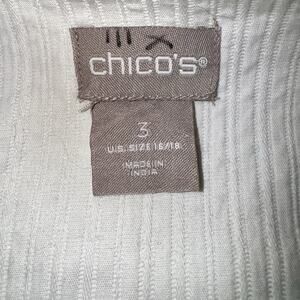 chico's®
3
U.S. SIZE 16/18
MADE IN
INDIA